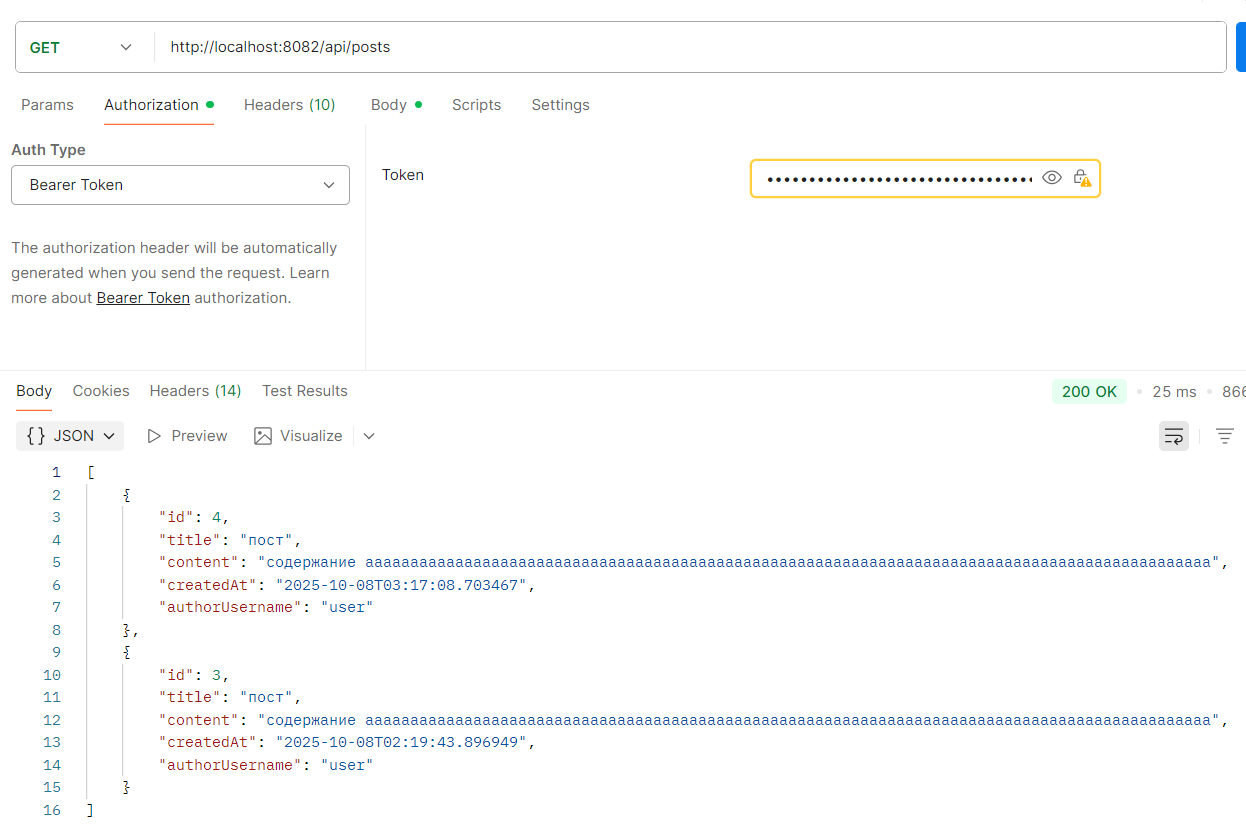 GET http://localhost:8082/api/posts
Params Authorization Headers (10) Body Scripts Settings
Auth Type
Bearer Token
Token
The authorization header will be automatically
generated when you send the request. Learn
more about Bearer Token authorization.
Body Cookies Headers (14) Test Results 200 OK 25 ms 866
{} JSON Preview Visualize
1 [
2 {
3 "id": 4,
4 "title": "пост",
5 "content": "содержание аааааааааааааааааааааааааааааааааааааааааааааааааааааааааааааааааааааааааааааааааааааааааааааа",
6 "createdAt": "2025-10-08T03:17:08.703467",
7 "authorUsername": "user"
8 },
9 {
10 "id": 3,
11 "title": "пост",
12 "content": "содержание аааааааааааааааааааааааааааааааааааааааааааааааааааааааааааааааааааааааааааааааааааааааааааааа",
13 "createdAt": "2025-10-08T02:19:43.896949",
14 "authorUsername": "user"
15 }
16 ]